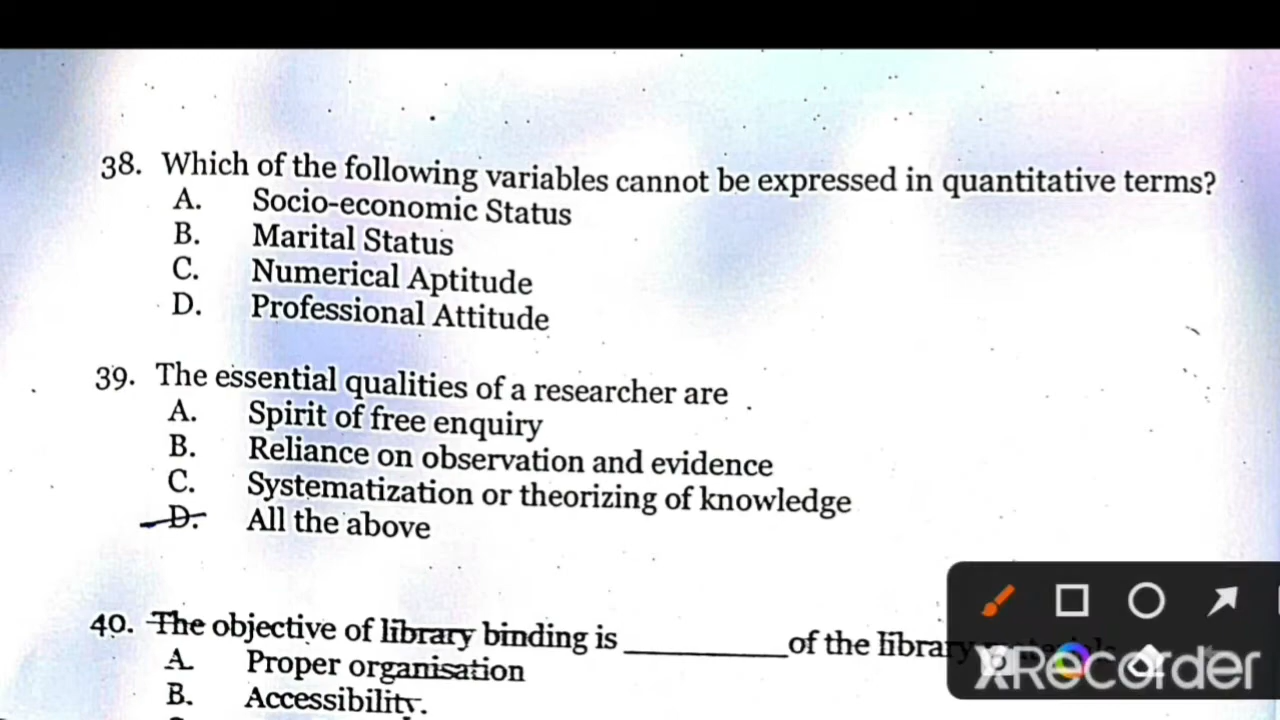 38. Which of the following variables cannot be expressed in quantitative terms?
A. Socio-economic Status
B. Marital Status
C. Numerical Aptitude
D. Professional Attitude
39. The essential qualities of a researcher are
A. Spirit of free enquiry
B. Reliance on observation and evidence
C. Systematization or theorizing of knowledge
D. All the above
40. The objective of library binding is __________ of the library
A. Proper organisation
B. Accessibility.
XRecorder